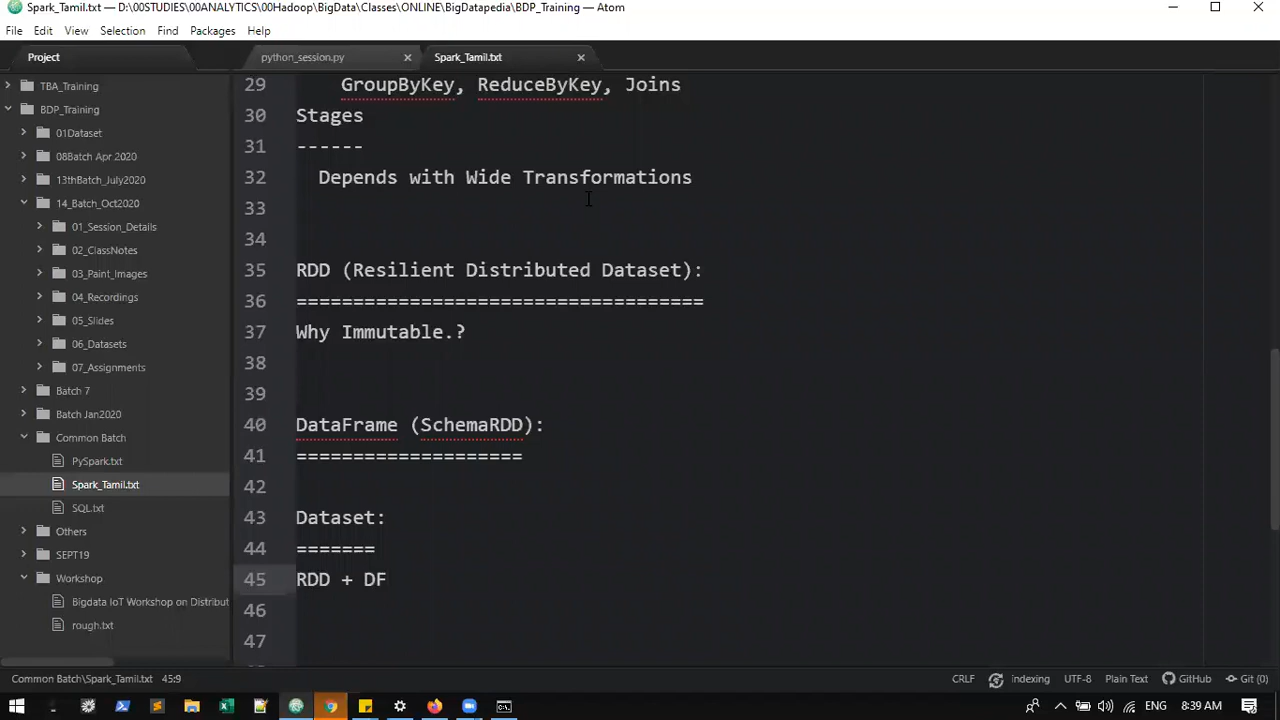 Spark_Tamil.txt — D:\00STUDIES\00ANALYTICS\00Hadoop\BigData\Classes\ONLINE\BigDatapedia\BDP_Training — Atom
File Edit View Selection Find Packages Help
Project
python_session.py
Spark_Tamil.txt
TBA_Training
BDP_Training
01Dataset
08Batch Apr.2020
13thBatch_July2020
14_Batch_Oct2020
01_Session_Details
02_ClassNotes
03_Paint_Images
04_Recordings
05_Slides
06_Datasets
07_Assignments
Batch 7
Batch Jan2020
Common Batch
PySpark.txt
Spark_Tamil.txt
SQL.txt
Others
SEPT19
Workshop
Bigdata IoT Workshop on Distribut
rough.txt
29 GroupByKey, ReduceByKey, Joins
30 Stages
31 ------
32 Depends with Wide Transformations
33
34
35 RDD (Resilient Distributed Dataset):
36 ====================================
37 Why Immutable.?
38
39
40 DataFrame (SchemaRDD):
41 ====================
42
43 Dataset:
44 =======
45 RDD + DF
46
47
Common Batch\Spark_Tamil.txt 45:9 CRLF Indexing UTF-8 Plain Text GitHub Git (0)
ENG 8:39 AM